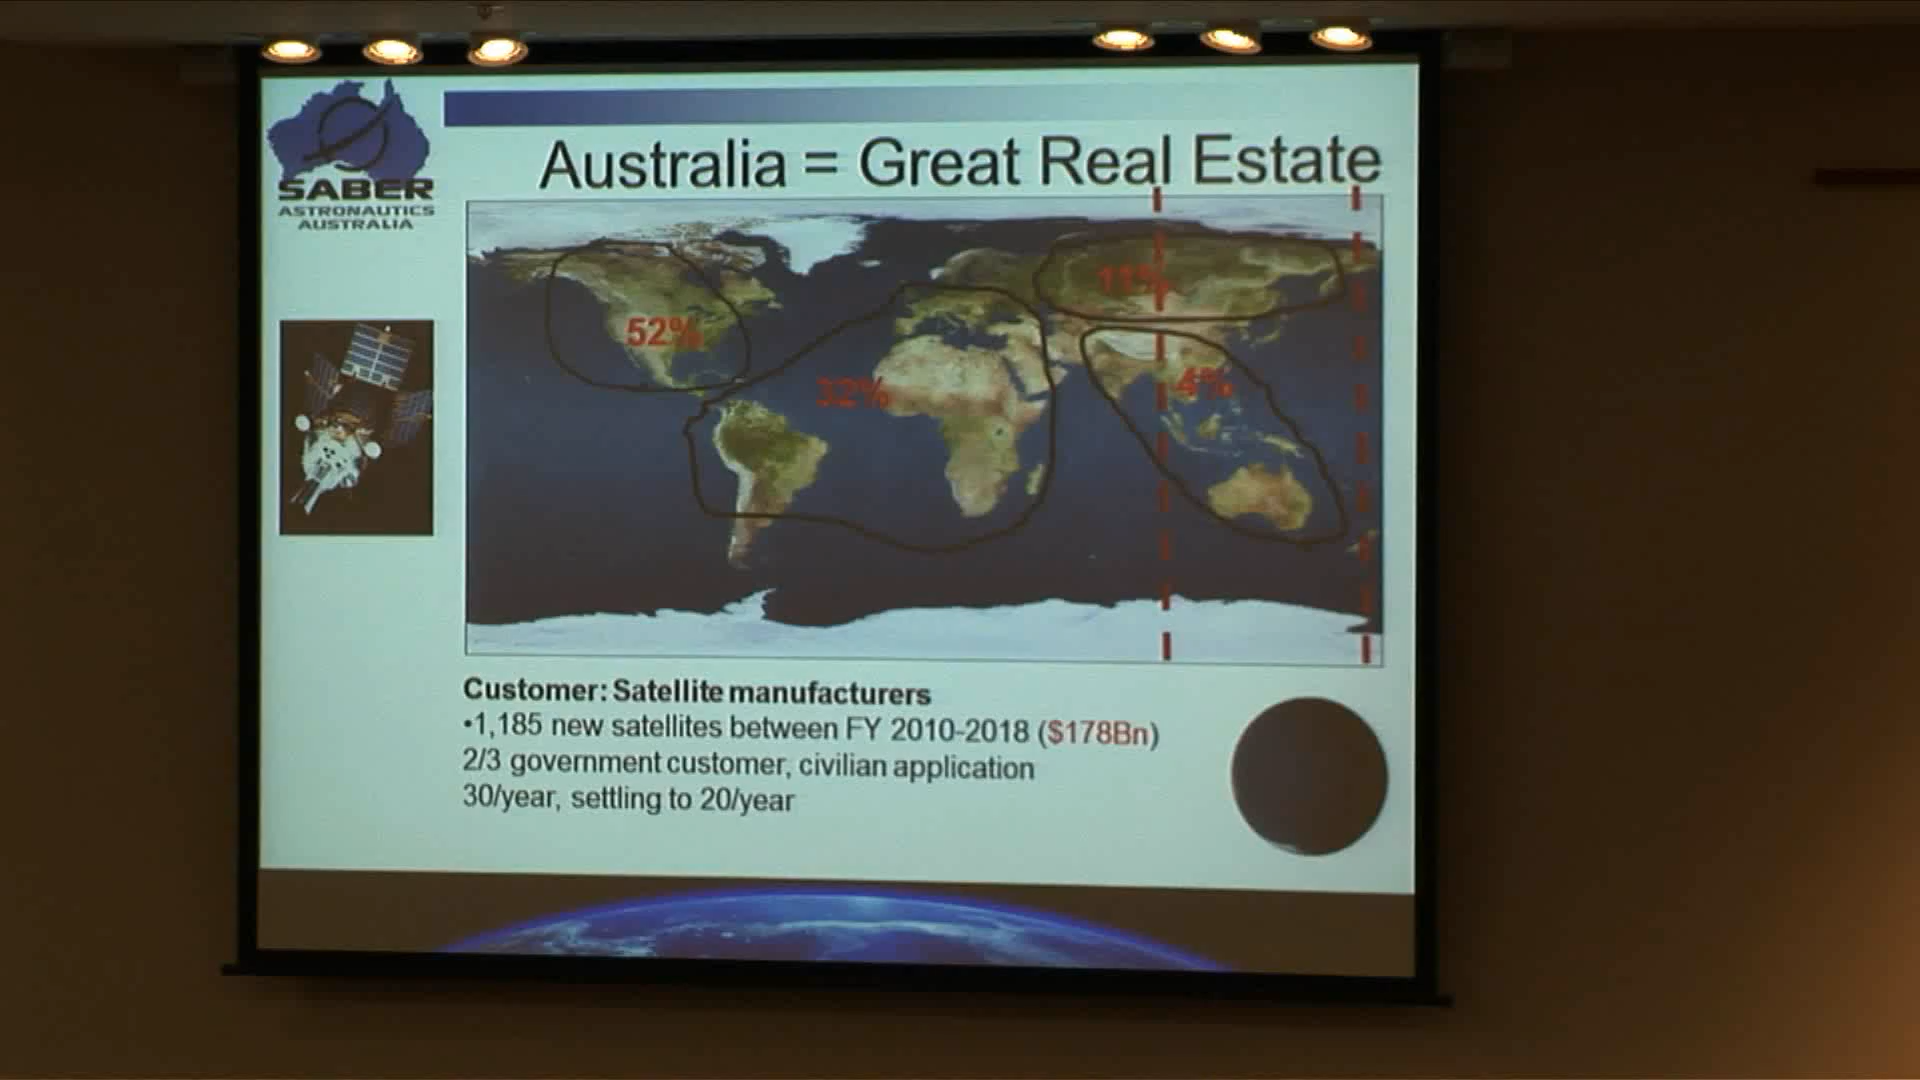 SABER
ASTRONAUTICS
AUSTRALIA
Australia = Great Real Estate
11%
52%
32%
4%
Customer: Satellite manufacturers
•1,185 new satellites between FY 2010-2018 ($178Bn)
2/3 government customer, civilian application
30/year, settling to 20/year